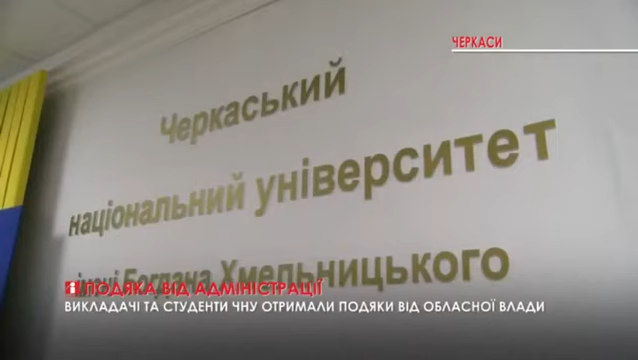 ЧЕРКАСИ
Черкаський
національний університет
імені Богдана Хмельницького
ПОДЯКА ВІД АДМІНІСТРАЦІЇ
ВИКЛАДАЧІ ТА СТУДЕНТИ ЧНУ ОТРИМАЛИ ПОДЯКИ ВІД ОБЛАСНОЇ ВЛАДИ